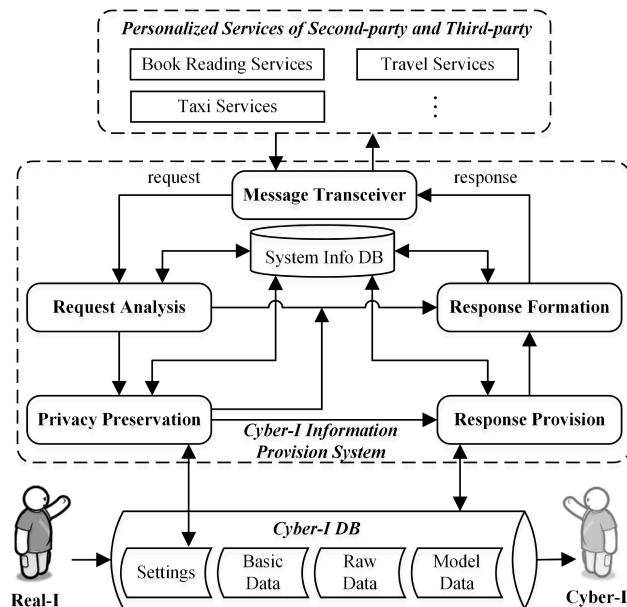 Personalized Services of Second-party and Third-party
Book Reading Services
Travel Services
Taxi Services
⋮
request
Message Transceiver
response
System Info DB
Request Analysis
Response Formation
Privacy Preservation
Response Provision
Cyber-I Information
Provision System
Cyber-I DB
Settings
Basic
Data
Raw
Data
Model
Data
Real-I
Cyber-I